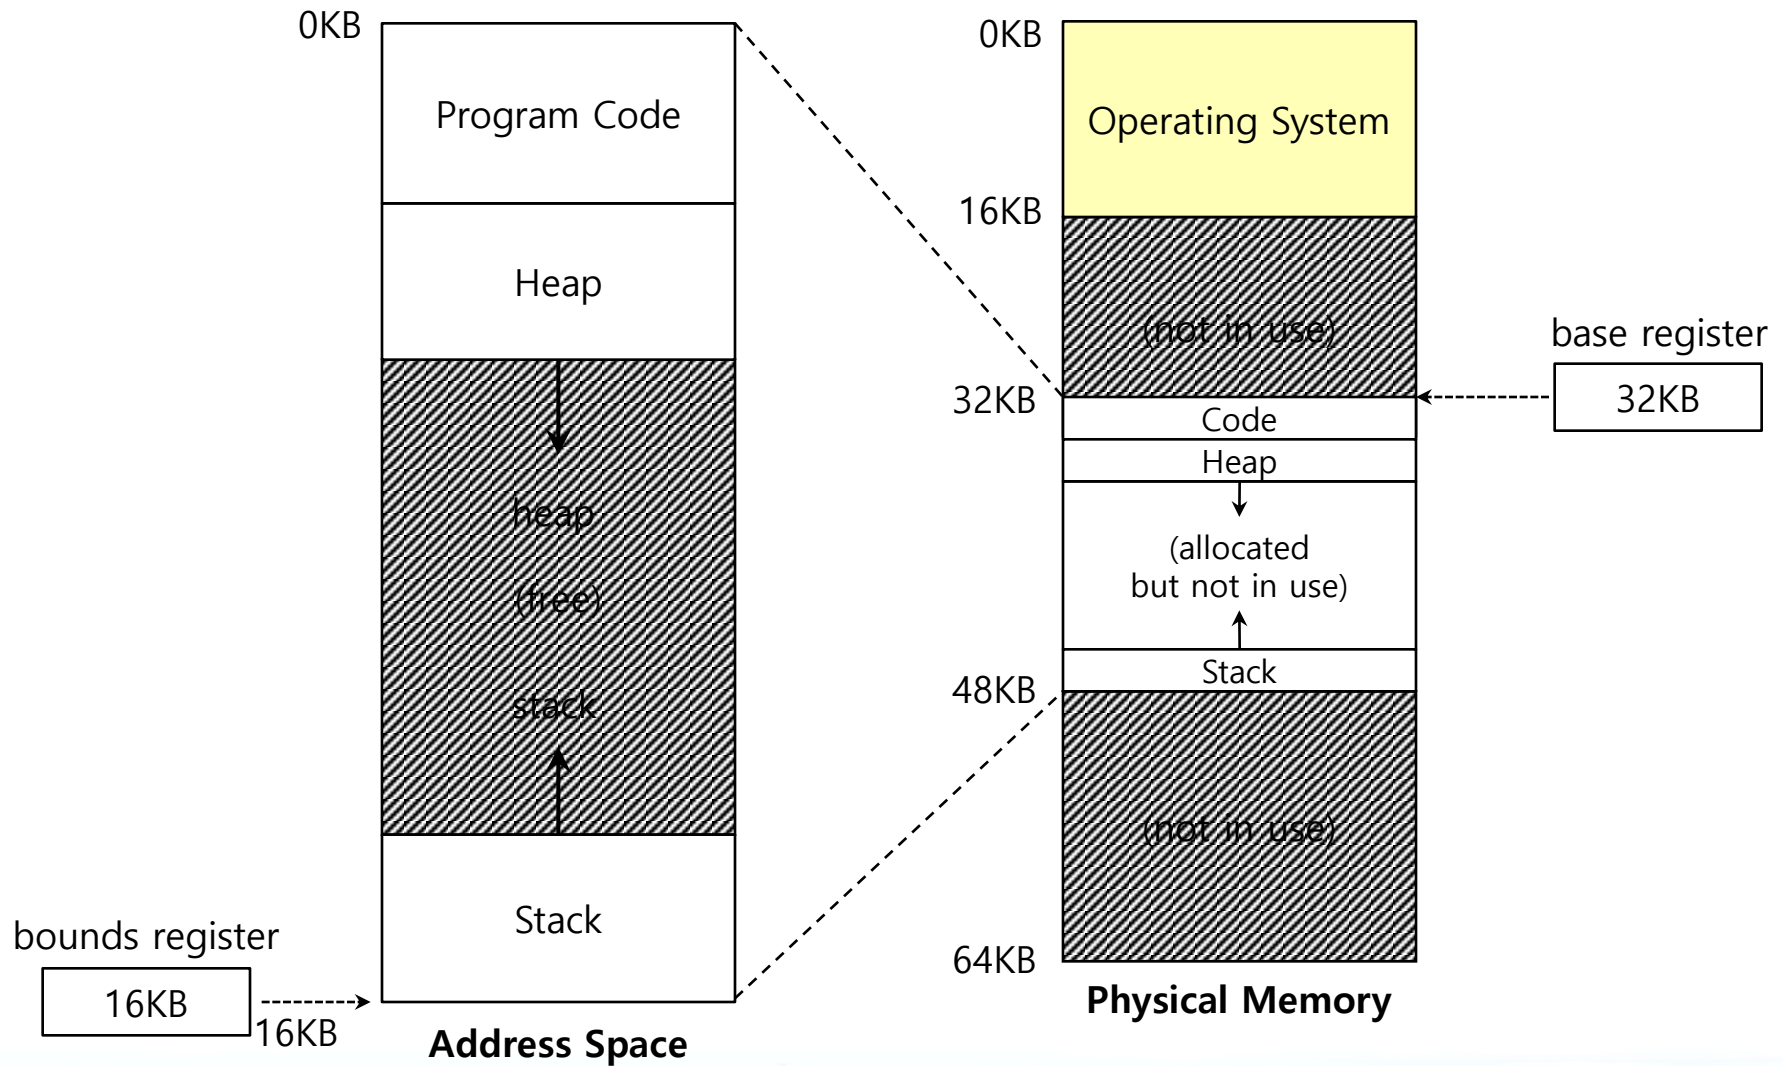 0KB
Program Code
Heap
heap
(free)
stack
Stack
bounds register
16KB
16KB
Address Space
0KB
Operating System
16KB
(not in use)
32KB
Code
Heap
(allocated
but not in use)
Stack
48KB
(not in use)
64KB
Physical Memory
base register
32KB